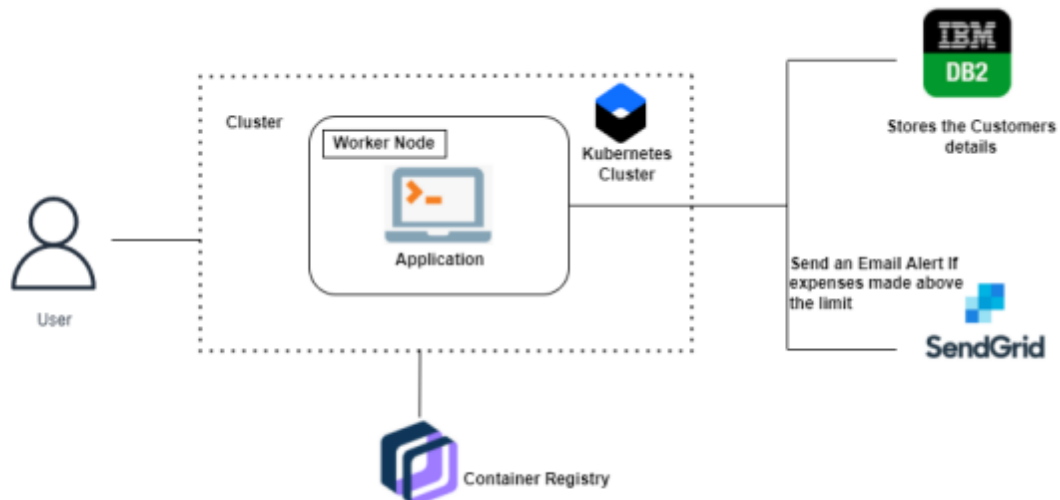 IBM
DB2
Stores the Customers
details
Cluster
Worker Node
Kubernetes
Cluster
Application
User
Send an Email Alert If
expenses made above
the limit
SendGrid
Container Registry